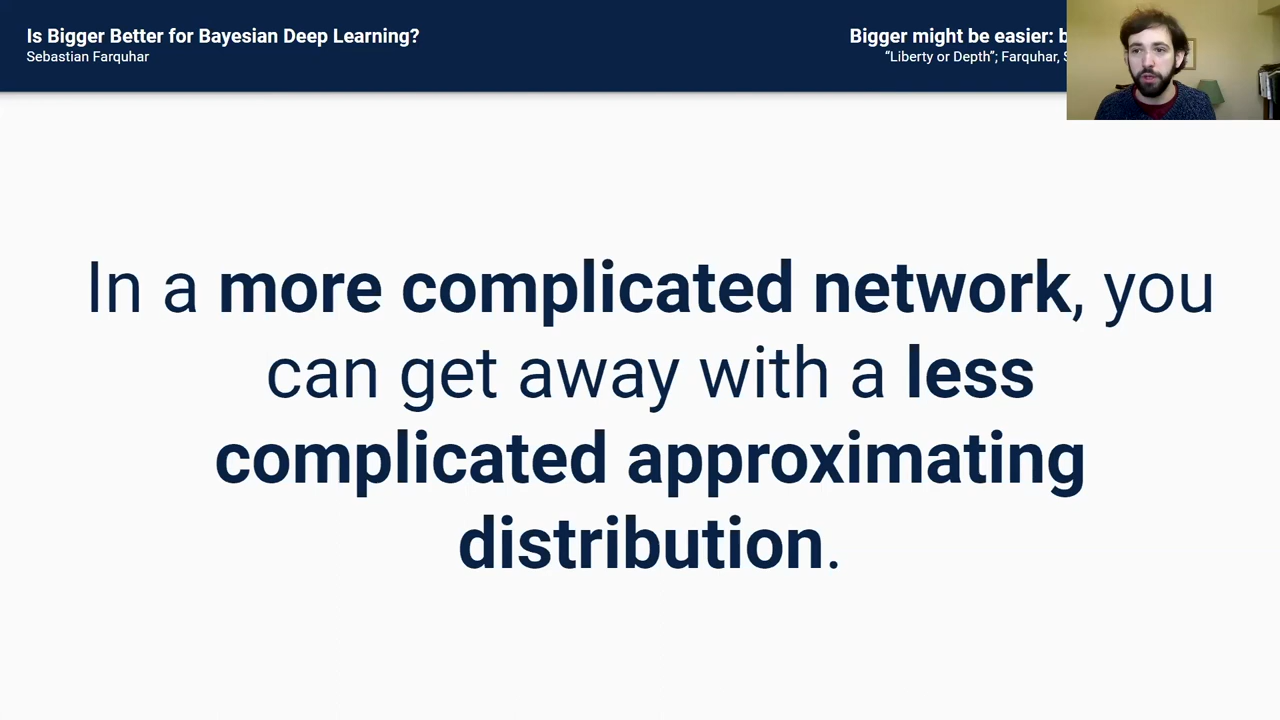 Is Bigger Better for Bayesian Deep Learning?
Sebastian Farquhar
Bigger might be easier:
“Liberty or Depth”; Farquhar,
In a more complicated network, you
can get away with a less
complicated approximating
distribution.